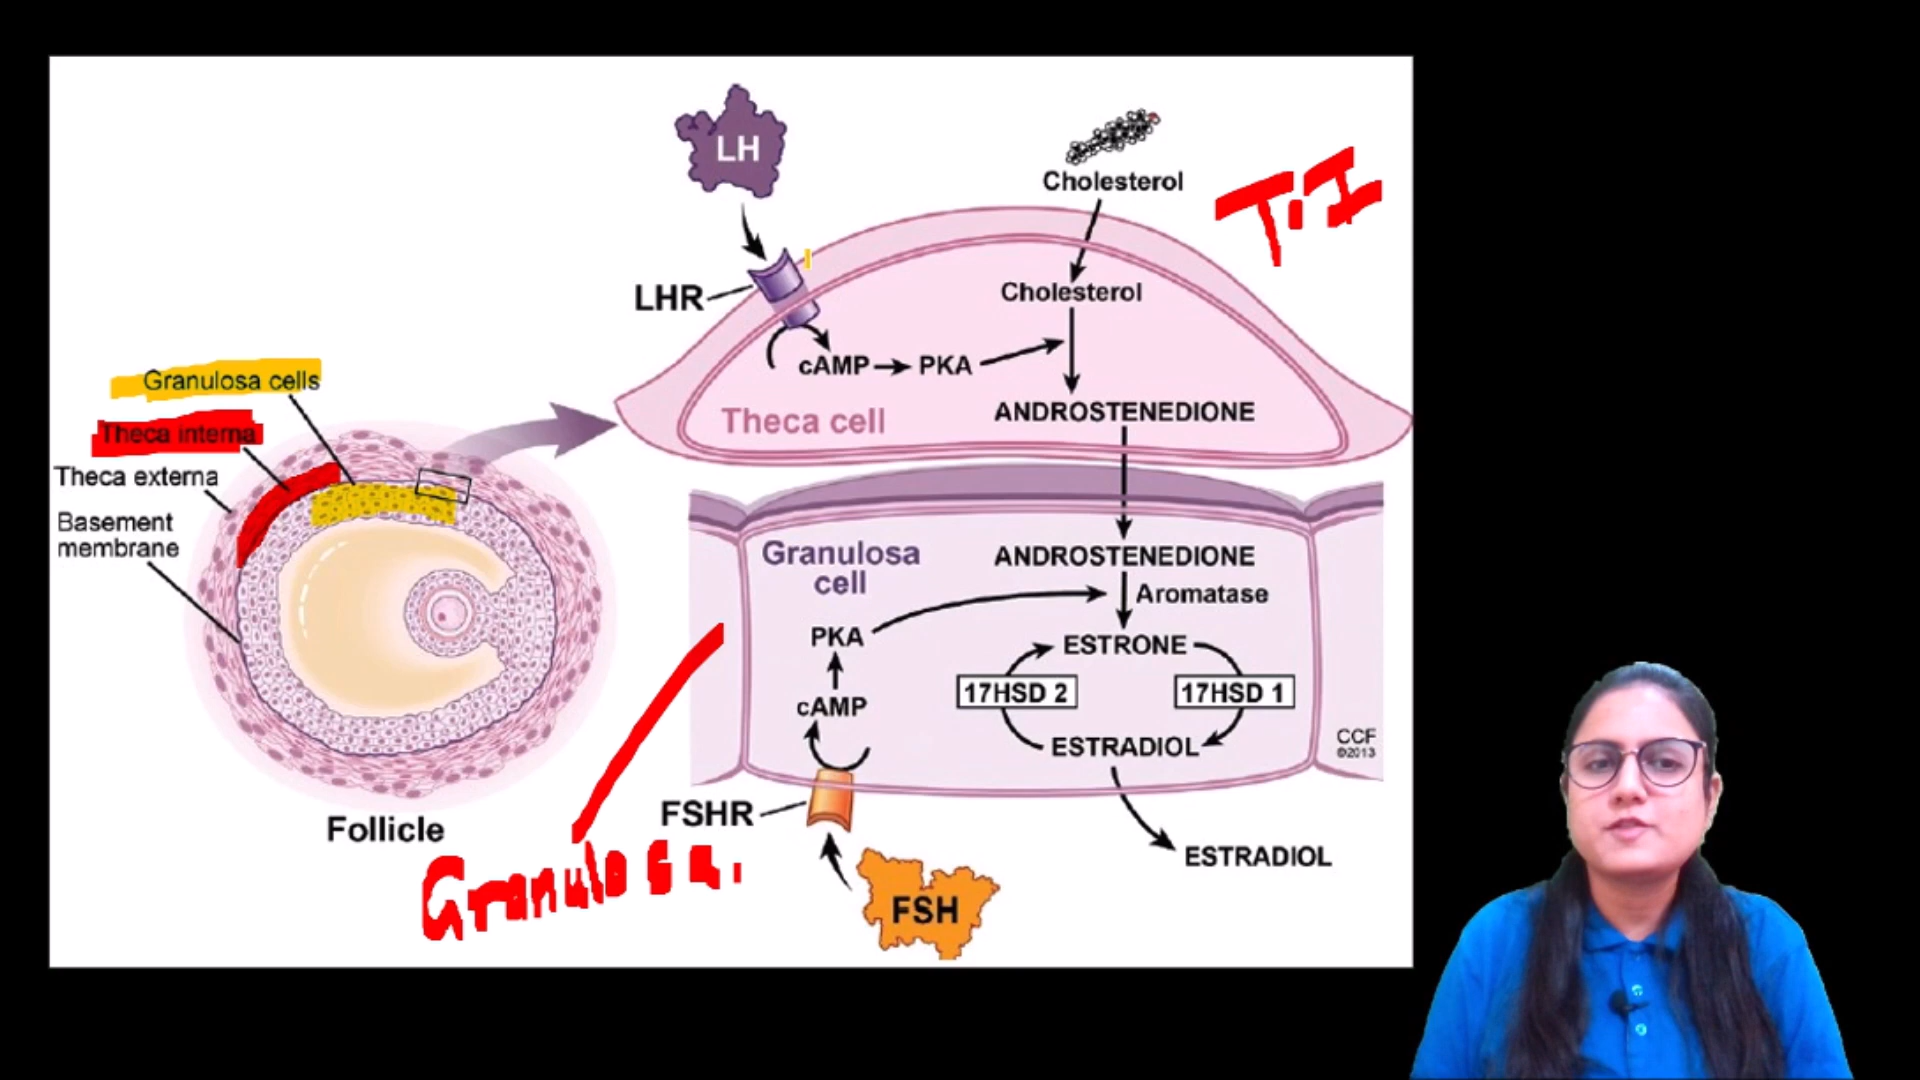 LH
Cholesterol
T.I
LHR
Cholesterol
cAMP
PKA
ANDROSTENEDIONE
Theca cell
Granulosa cells
Theca interna
Theca externa
Basement
membrane
Follicle
Granulosa
cell
ANDROSTENEDIONE
Aromatase
PKA
ESTRONE
17HSD 2
17HSD 1
cAMP
ESTRADIOL
CCF
©2013
FSHR
ESTRADIOL
Granulosa.
FSH